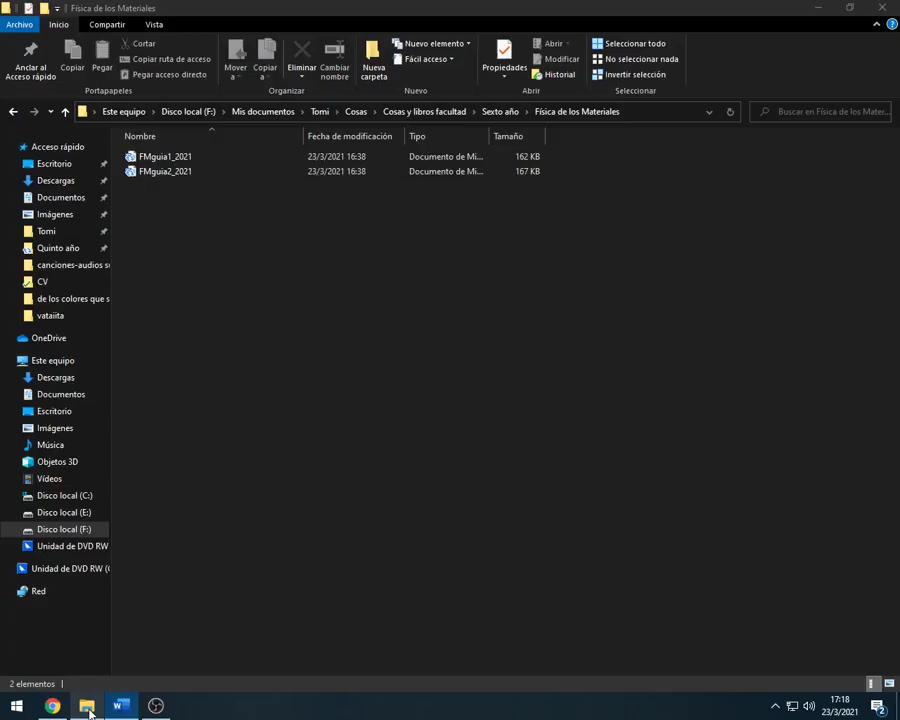 Física de los Materiales
Archivo Inicio Compartir Vista
Anclar al Acceso rápido
Copiar
Pegar
Cortar
Copiar ruta de acceso
Pegar acceso directo
Portapapeles
Mover a
Copiar a
Eliminar
Cambiar nombre
Organizar
Nueva carpeta
Nuevo elemento
Fácil acceso
Nuevo
Propiedades
Abrir
Modificar
Historial
Abrir
Seleccionar todo
No seleccionar nada
Invertir selección
Seleccionar
Este equipo > Disco local (F:) > Mis documentos > Tomi > Cosas > Cosas y libros facultad > Sexto año > Física de los Materiales
Buscar en Física de los Materiales
Nombre Fecha de modificación Tipo Tamaño
FMguia1_2021 23/3/2021 16:38 Documento de Mi... 162 KB
FMguia2_2021 23/3/2021 16:38 Documento de Mi... 167 KB
Acceso rápido
Escritorio
Descargas
Documentos
Imágenes
Tomi
Quinto año
canciones-audios su
CV
de los colores que s
vataiita
OneDrive
Este equipo
Descargas
Documentos
Escritorio
Imágenes
Música
Objetos 3D
Vídeos
Disco local (C:)
Disco local (E:)
Disco local (F:)
Unidad de DVD RW
Unidad de DVD RW (
Red
2 elementos
17:18
23/3/2021
2